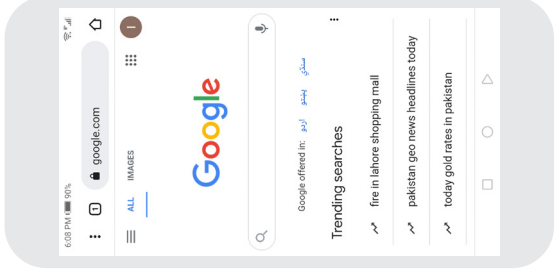 6:08 PM 90%
1 google.com
ALL IMAGES
I
Google
Google offered in: اردو پښتو سنڌي
Trending searches
fire in lahore shopping mall
pakistan geo news headlines today
today gold rates in pakistan